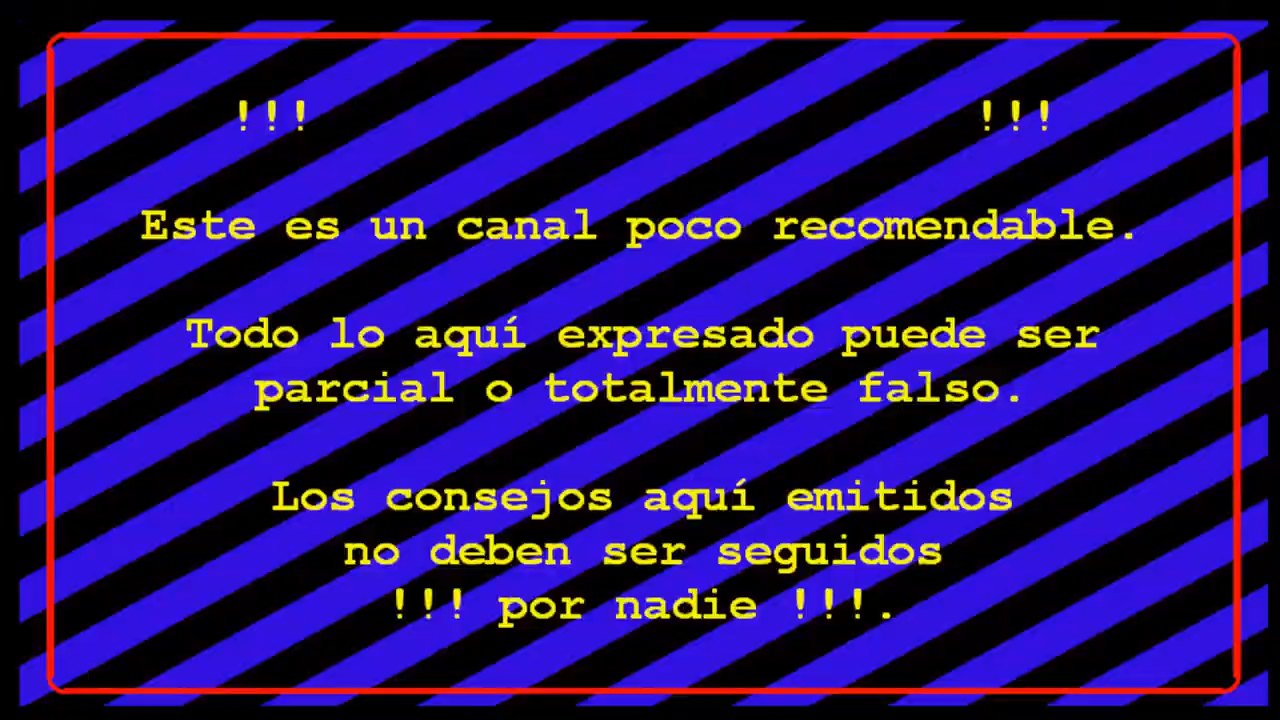 !!! !!!
Este es un canal poco recomendable.
Todo lo aquí expresado puede ser
parcial o totalmente falso.
Los consejos aquí emitidos
no deben ser seguidos
!!! por nadie !!!.